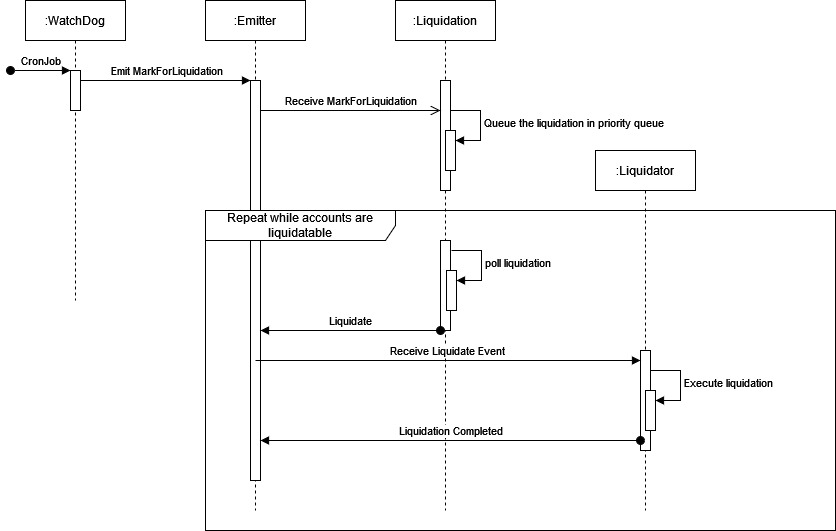 :WatchDog
:Emitter
:Liquidation
CronJob
Emit MarkForLiquidation
Receive MarkForLiquidation
Queue the liquidation in priority queue
:Liquidator
Repeat while accounts are
liquidatable
poll liquidation
Liquidate
Receive Liquidate Event
Execute liquidation
Liquidation Completed